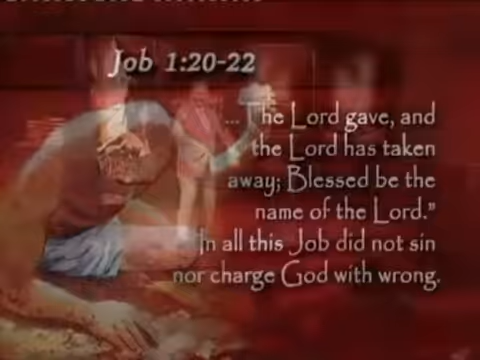 Job 1:20-22
... The Lord gave, and
the Lord has taken
away; Blessed be the
name of the Lord."
In all this Job did not sin
nor charge God with wrong.